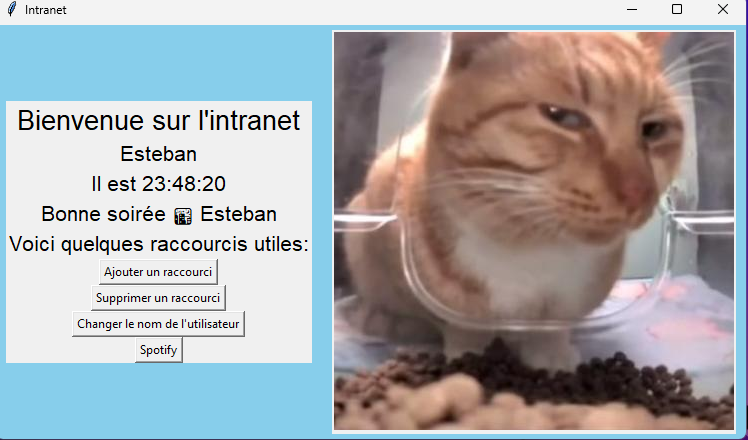 Intranet
Bienvenue sur l'intranet
Esteban
Il est 23:48:20
Bonne soirée 🌃 Esteban
Voici quelques raccourcis utiles:
Ajouter un raccourci
Supprimer un raccourci
Changer le nom de l'utilisateur
Spotify